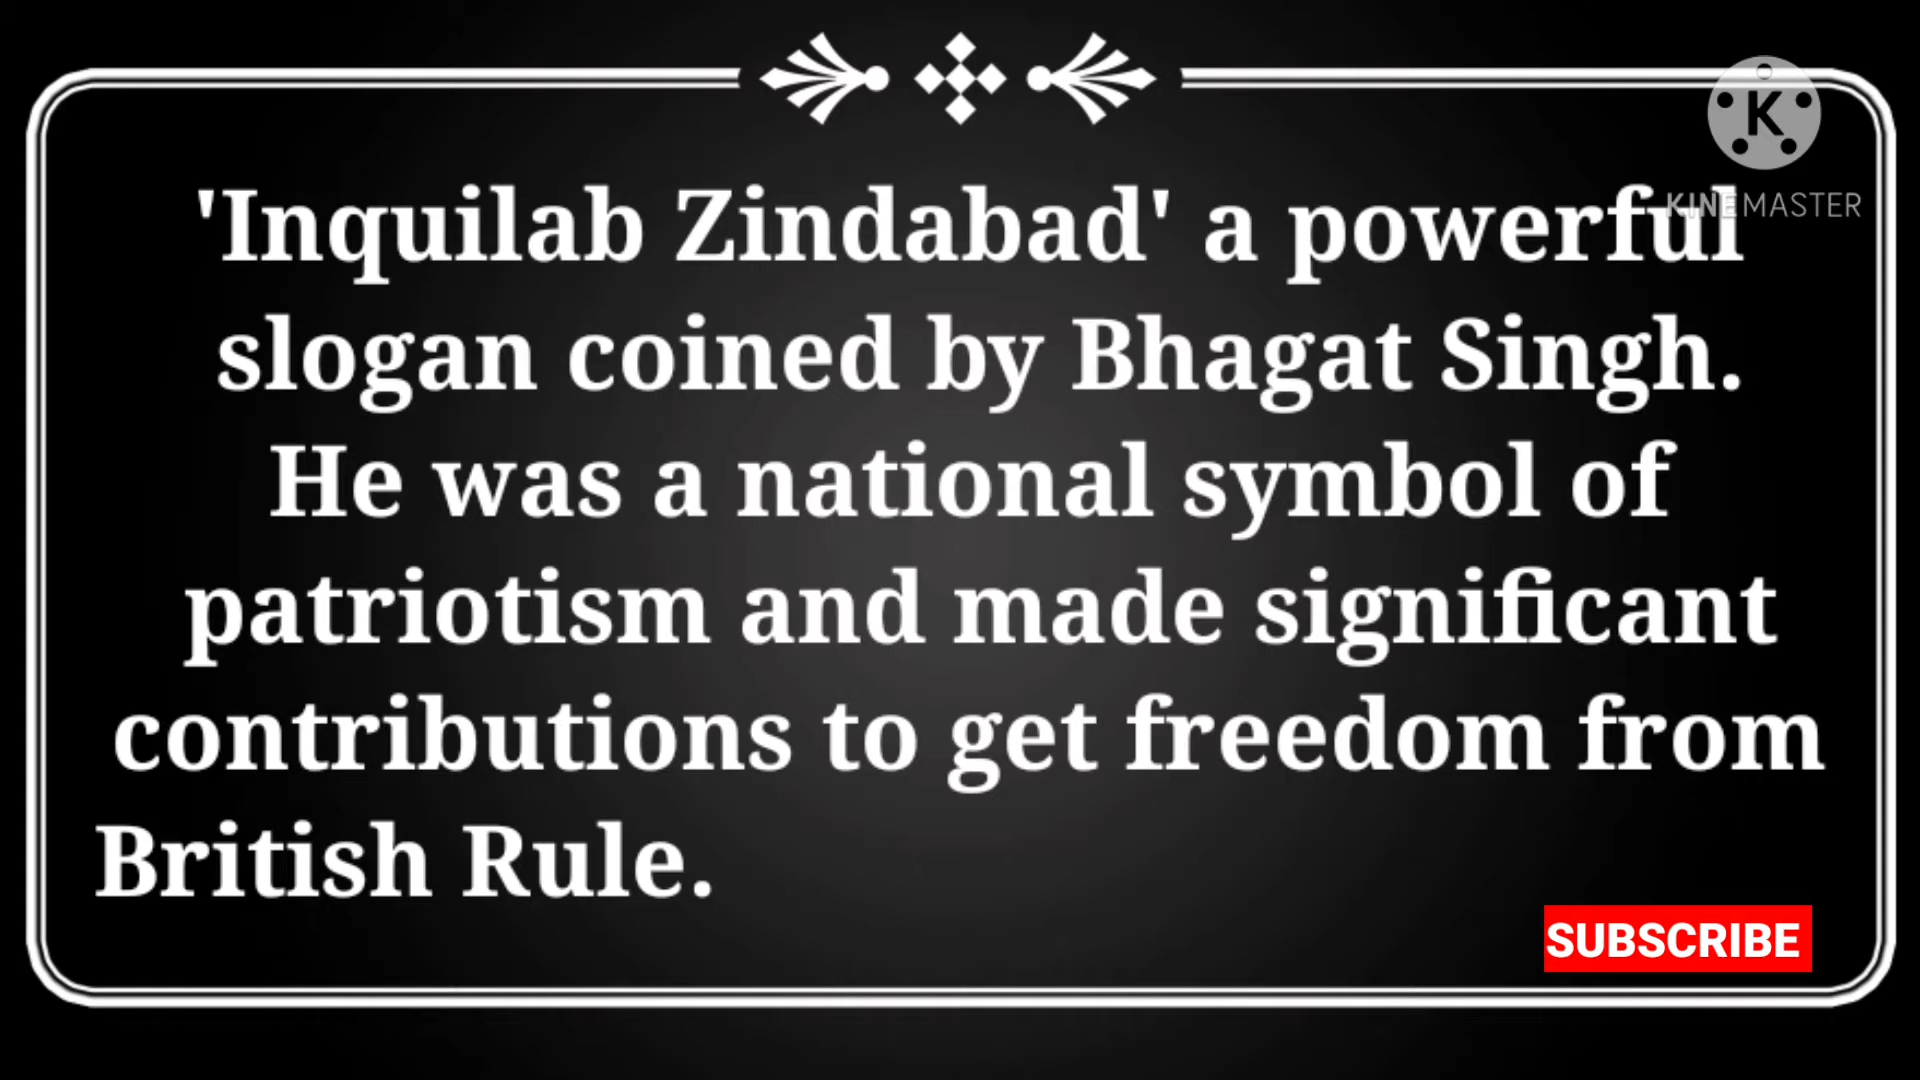 'Inquilab Zindabad' a powerful
slogan coined by Bhagat Singh.
He was a national symbol of
patriotism and made significant
contributions to get freedom from
British Rule.
K
KINEMASTER
SUBSCRIBE